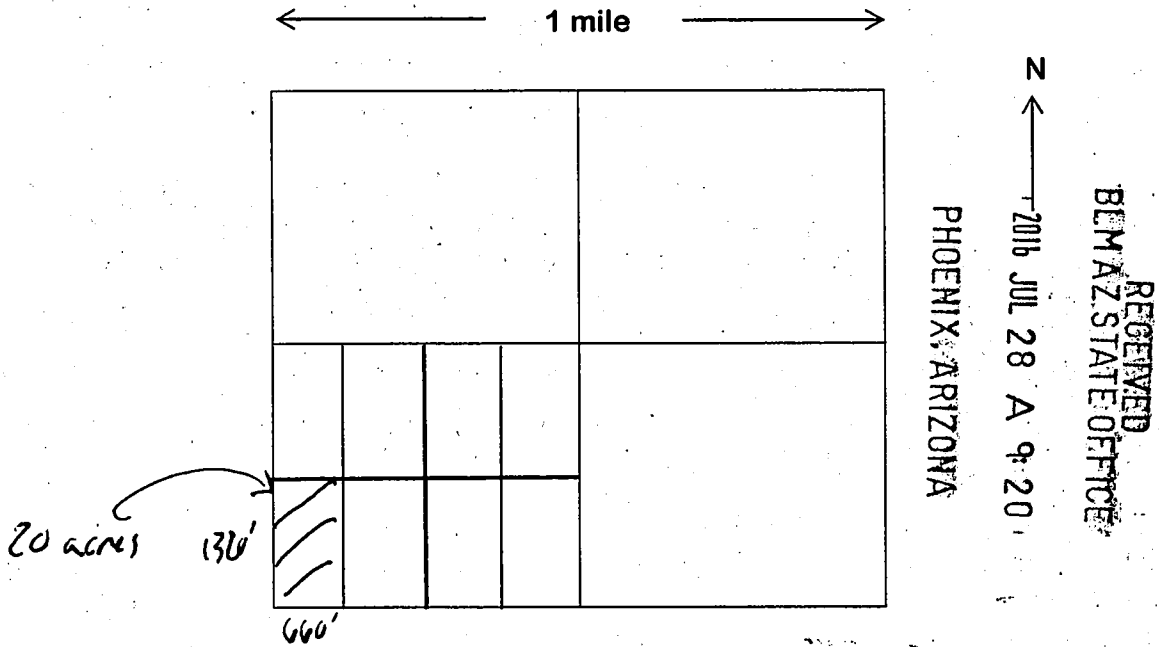 1 mile
N
RECEIVED
BLM AZ STATE OFFICE
2016 JUL 28 A 9:20
PHOENIX, ARIZONA
20 acres
1320'
660'